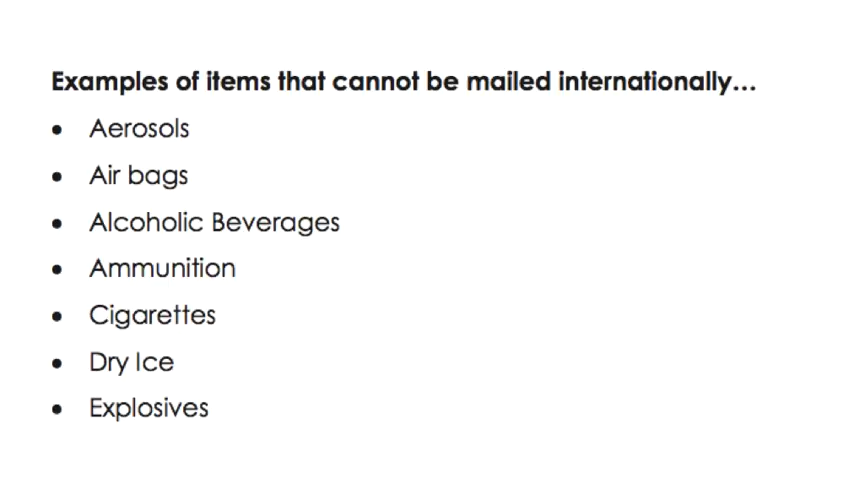 Examples of items that cannot be mailed internationally…
• Aerosols
• Air bags
• Alcoholic Beverages
• Ammunition
• Cigarettes
• Dry Ice
• Explosives